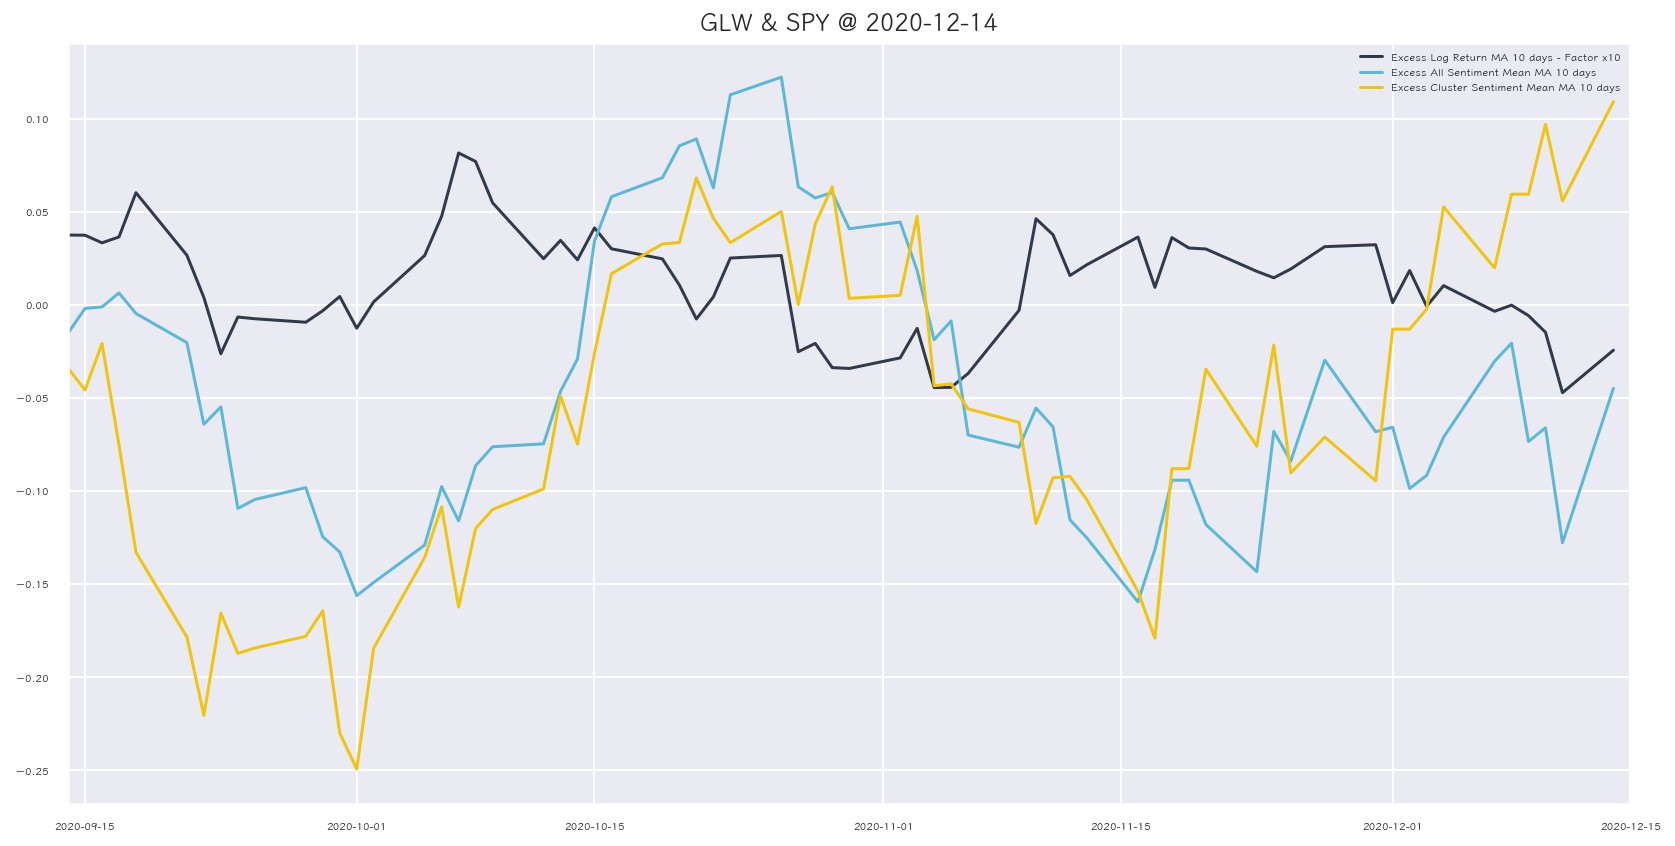 GLW & SPY @ 2020-12-14
Excess Log Return MA 10 days - Factor x10
Excess All Sentiment Mean MA 10 days
Excess Cluster Sentiment Mean MA 10 days
0.10
0.05
0.00
−0.05
−0.10
−0.15
−0.20
−0.25
2020-09-15 2020-10-01 2020-10-15 2020-11-01 2020-11-15 2020-12-01 2020-12-15